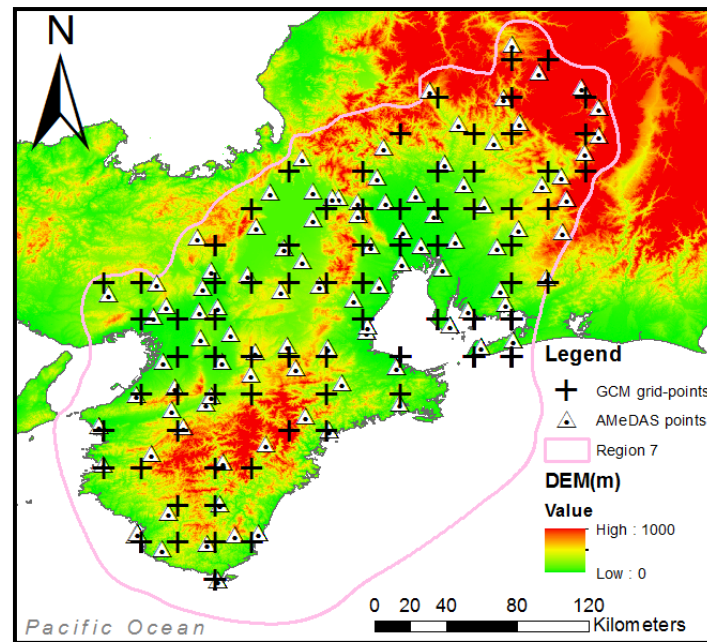 N
Legend
GCM grid-points
AMeDAS points
Region 7
DEM(m)
Value
High : 1000
Low : 0
Pacific Ocean
0 20 40 80 120
Kilometers